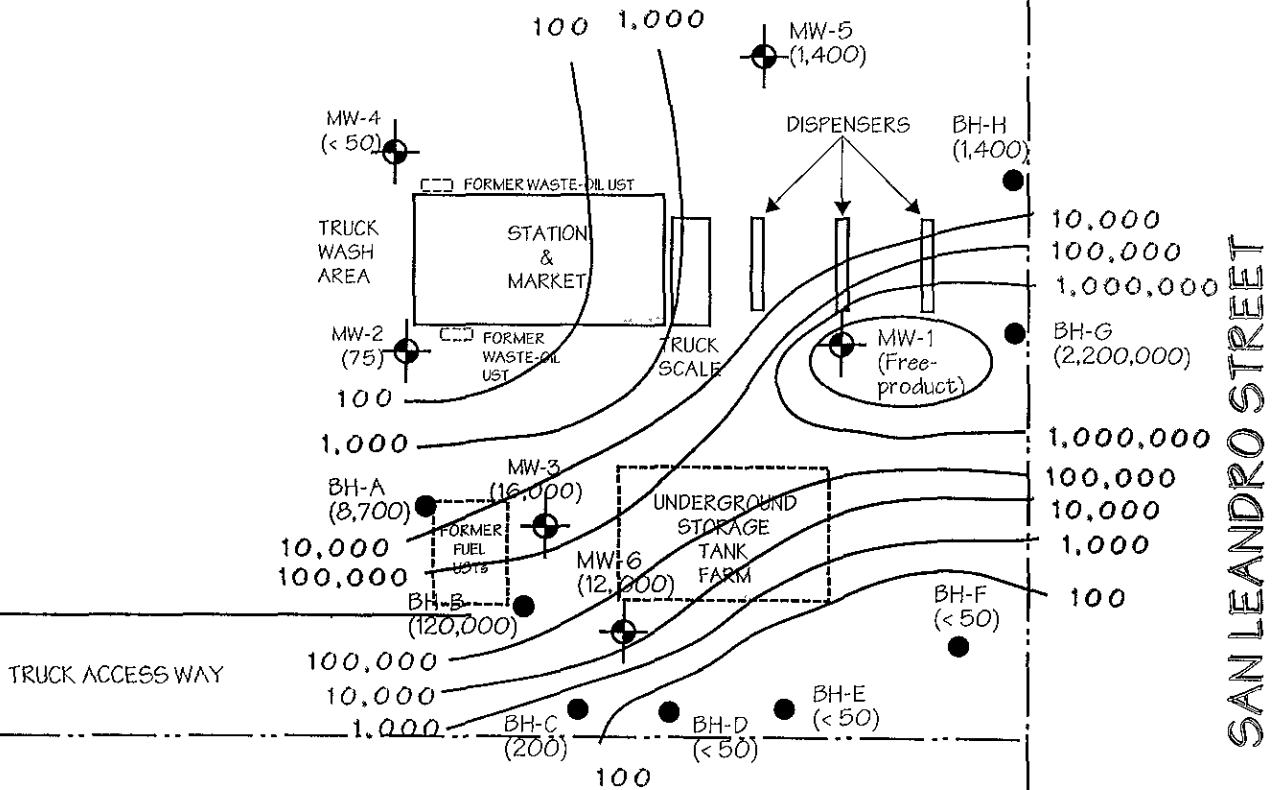 100 1,000
MW-5
(1,400)
MW-4
(< 50)
DISPENSERS
BH-H
(1,400)
FORMER WASTE-OIL UST
TRUCK
WASH
AREA
STATION
&
MARKET
10,000
100,000
1,000,000
MW-2
(75)
FORMER
WASTE-OIL
UST
TRUCK
SCALE
MW-1
(Free-
product)
BH-G
(2,200,000)
100
1,000
1,000,000
MW-3
(16,000)
BH-A
(8,700)
UNDERGROUND
STORAGE
TANK
FARM
100,000
10,000
1,000
100
FORMER
FUEL
USTs
10,000
100,000
MW-6
(12,000)
BH-B
(120,000)
BH-F
(< 50)
100,000
10,000
1,000
TRUCK ACCESS WAY
BH-C
(200)
BH-D
(< 50)
BH-E
(< 50)
100
SAN LEANDRO STREET